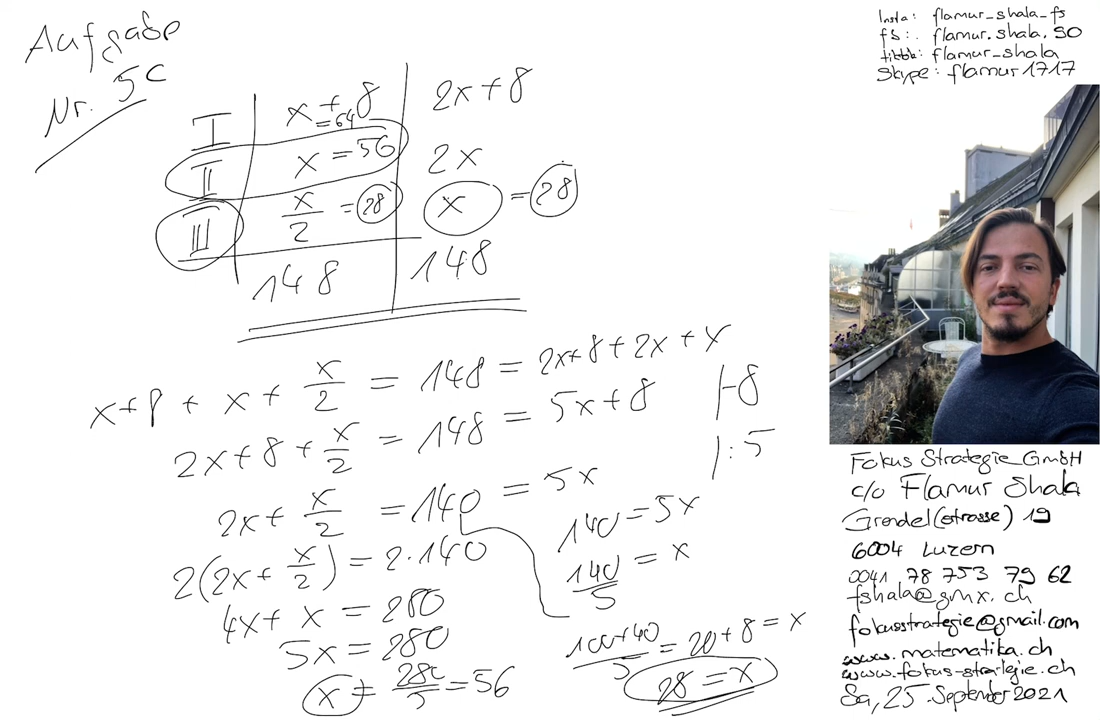 Aufgabe
Nr. 5c
I x + 8 2x+8
=64
II x = 56 2x
III x/2 = 28 x = 28
148 148
x+8 + x + x/2 = 148 = 2x+8+2x+x
2x+8+x/2 = 148 = 5x+8 |-8
|:5
2x+x/2 = 140 = 5x
140=5x
2(2x+x/2)=2·140
140/5 = x
4x+x=280
5x=280
100+40/5=20+8=x
x=280/5=56
28=x
Insta: flamur_shala_fs
fb:. flamur.shala.50
tiktok: flamur_shala
Skype: flamur1717
Fokus Strategie GmbH
c/o Flamur Shala
Grendel(strasse) 19
6004 Luzern
0041 78 753 79 62
fshala@gmx.ch
fokusstrategie@gmail.com
www.matematika.ch
www.fokus-strategie.ch
Sa, 25. September 2021